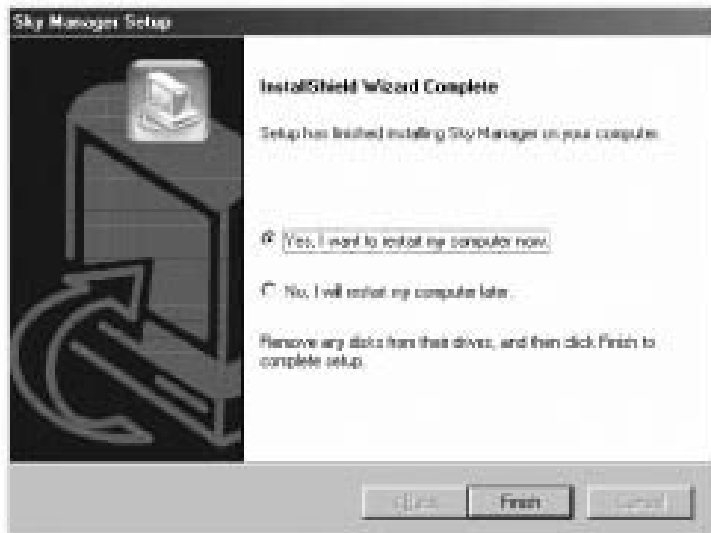 Sky Manager Setup
InstallShield Wizard Complete
Setup has finished installing Sky Manager on your computer.
Yes, I want to restart my computer now.
No, I will restart my computer later.
Remove any disks from their drives, and then click Finish to
complete setup.
< Back
Finish
Cancel